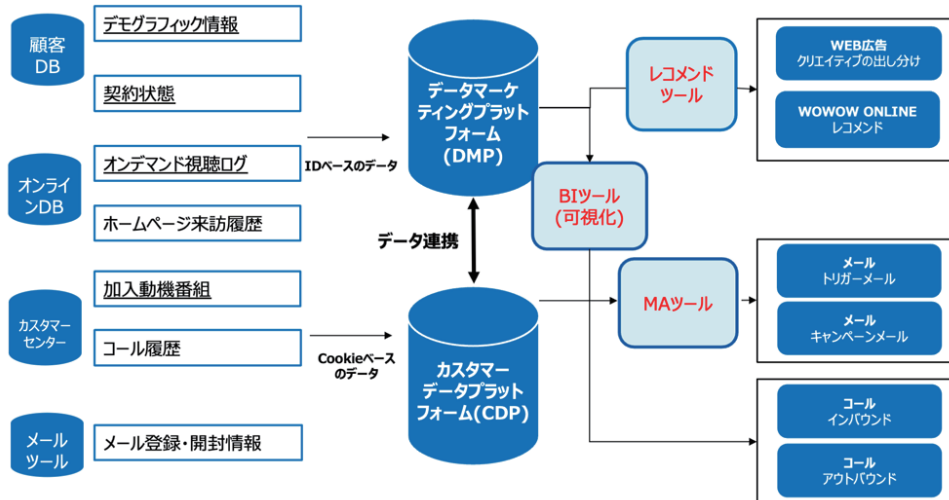 顧客
DB
デモグラフィック情報
契約状態
オンライ
ンDB
オンデマンド視聴ログ
ホームページ来訪履歴
カスタマー
センター
加入動機番組
コール履歴
メール
ツール
メール登録・開封情報
IDベースのデータ
Cookieベース
のデータ
データマーケ
ティングプラット
フォーム
(DMP)
データ連携
カスタマー
データプラット
フォーム(CDP)
レコメンド
ツール
BIツール
(可視化)
MAツール
WEB広告
クリエイティブの出し分け
WOWOW ONLINE
レコメンド
メール
トリガーメール
メール
キャンペーンメール
コール
インバウンド
コール
アウトバウンド